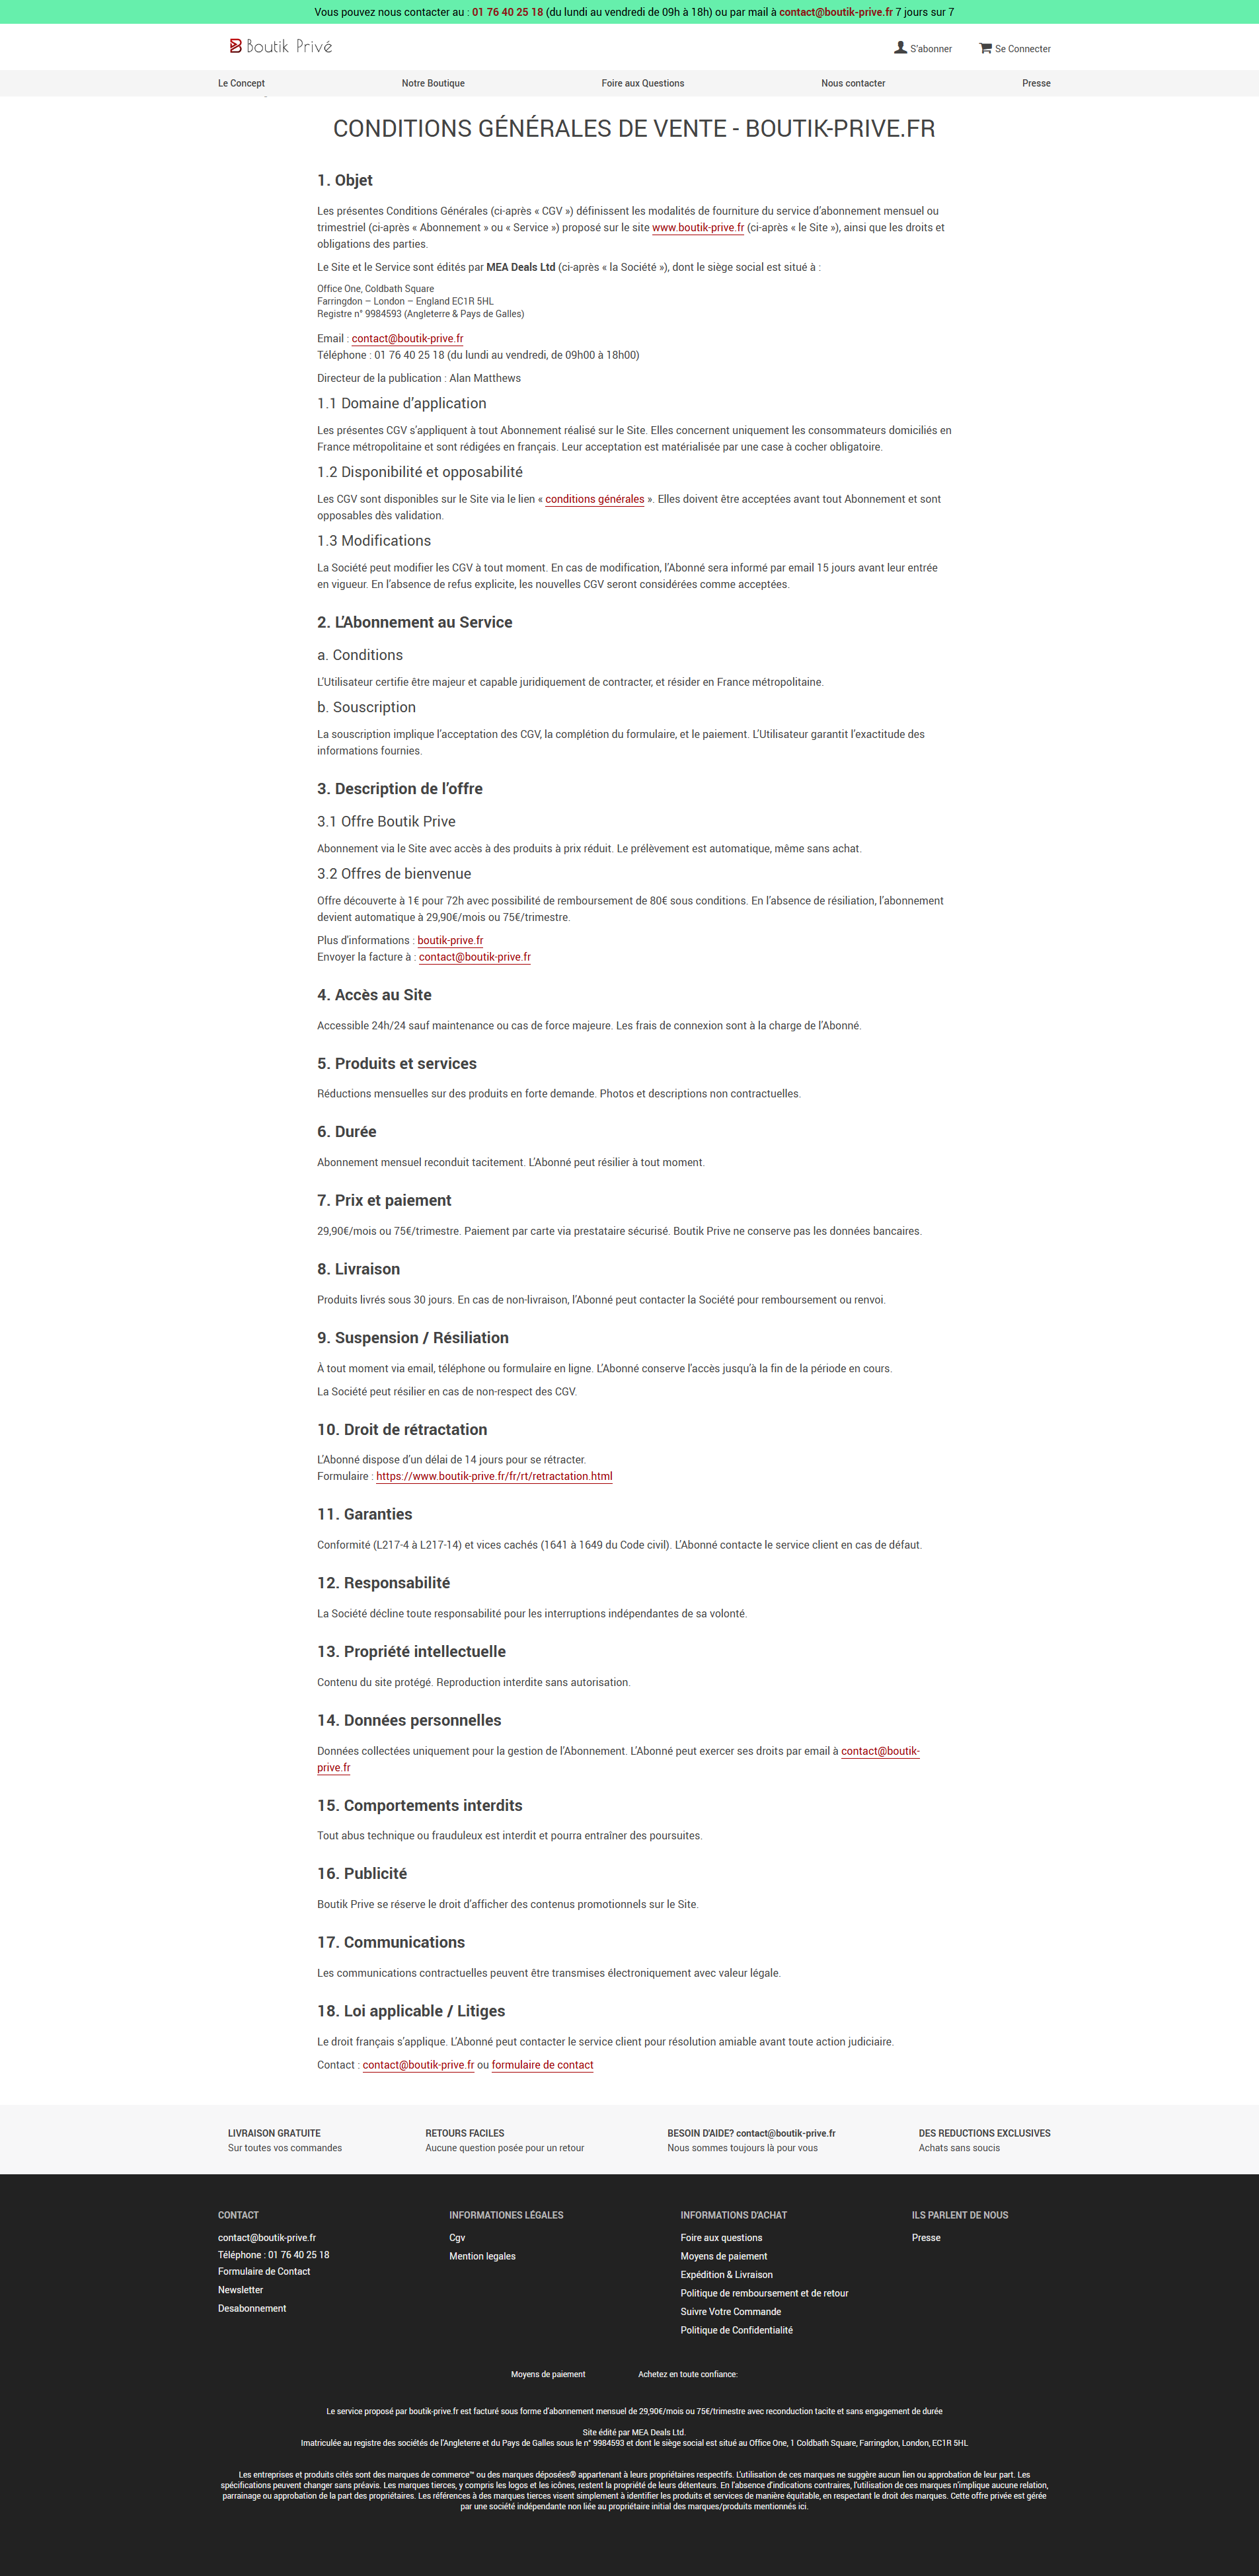 Vous pouvez nous contacter au : 01 76 40 25 18 (du lundi au vendredi de 09h à 18h) ou par mail à contact@boutik-prive.fr 7 jours sur 7
Boutik Privé
S'abonner
Se Connecter
Le Concept
Notre Boutique
Foire aux Questions
Nous contacter
Presse
CONDITIONS GÉNÉRALES DE VENTE - BOUTIK-PRIVE.FR
1. Objet
Les présentes Conditions Générales (ci-après « CGV ») définissent les modalités de fourniture du service d'abonnement mensuel ou
trimestriel (ci-après « Abonnement » ou « Service ») proposé sur le site www.boutik-prive.fr (ci-après « le Site »), ainsi que les droits et
obligations des parties.
Le Site et le Service sont édités par MEA Deals Ltd (ci-après « la Société »), dont le siège social est situé à :
Office One, Coldbath Square
Farringdon – London – England EC1R 5HL
Registre n° 9984593 (Angleterre & Pays de Galles)
Email : contact@boutik-prive.fr
Téléphone : 01 76 40 25 18 (du lundi au vendredi, de 09h00 à 18h00)
Directeur de la publication : Alan Matthews
1.1 Domaine d'application
Les présentes CGV s'appliquent à tout Abonnement réalisé sur le Site. Elles concernent uniquement les consommateurs domiciliés en
France métropolitaine et sont rédigées en français. Leur acceptation est matérialisée par une case à cocher obligatoire.
1.2 Disponibilité et opposabilité
Les CGV sont disponibles sur le Site via le lien « conditions générales ». Elles doivent être acceptées avant tout Abonnement et sont
opposables dès validation.
1.3 Modifications
La Société peut modifier les CGV à tout moment. En cas de modification, l'Abonné sera informé par email 15 jours avant leur entrée
en vigueur. En l'absence de refus explicite, les nouvelles CGV seront considérées comme acceptées.
2. L'Abonnement au Service
a. Conditions
L'Utilisateur certifie être majeur et capable juridiquement de contracter, et résider en France métropolitaine.
b. Souscription
La souscription implique l'acceptation des CGV, la complétion du formulaire, et le paiement. L'Utilisateur garantit l'exactitude des
informations fournies.
3. Description de l'offre
3.1 Offre Boutik Prive
Abonnement via le Site avec accès à des produits à prix réduit. Le prélèvement est automatique, même sans achat.
3.2 Offres de bienvenue
Offre découverte à 1€ pour 72h avec possibilité de remboursement de 80€ sous conditions. En l'absence de résiliation, l'abonnement
devient automatique à 29,90€/mois ou 75€/trimestre.
Plus d'informations : boutik-prive.fr
Envoyer la facture à : contact@boutik-prive.fr
4. Accès au Site
Accessible 24h/24 sauf maintenance ou cas de force majeure. Les frais de connexion sont à la charge de l'Abonné.
5. Produits et services
Réductions mensuelles sur des produits en forte demande. Photos et descriptions non contractuelles.
6. Durée
Abonnement mensuel reconduit tacitement. L'Abonné peut résilier à tout moment.
7. Prix et paiement
29,90€/mois ou 75€/trimestre. Paiement par carte via prestataire sécurisé. Boutik Prive ne conserve pas les données bancaires.
8. Livraison
Produits livrés sous 30 jours. En cas de non-livraison, l'Abonné peut contacter la Société pour remboursement ou renvoi.
9. Suspension / Résiliation
À tout moment via email, téléphone ou formulaire en ligne. L'Abonné conserve l'accès jusqu'à la fin de la période en cours.
La Société peut résilier en cas de non-respect des CGV.
10. Droit de rétractation
L'Abonné dispose d'un délai de 14 jours pour se rétracter.
Formulaire : https://www.boutik-prive.fr/fr/rt/retractation.html
11. Garanties
Conformité (L217-4 à L217-14) et vices cachés (1641 à 1649 du Code civil). L'Abonné contacte le service client en cas de défaut.
12. Responsabilité
La Société décline toute responsabilité pour les interruptions indépendantes de sa volonté.
13. Propriété intellectuelle
Contenu du site protégé. Reproduction interdite sans autorisation.
14. Données personnelles
Données collectées uniquement pour la gestion de l'Abonnement. L'Abonné peut exercer ses droits par email à contact@boutik-
prive.fr
15. Comportements interdits
Tout abus technique ou frauduleux est interdit et pourra entraîner des poursuites.
16. Publicité
Boutik Prive se réserve le droit d'afficher des contenus promotionnels sur le Site.
17. Communications
Les communications contractuelles peuvent être transmises électroniquement avec valeur légale.
18. Loi applicable / Litiges
Le droit français s'applique. L'Abonné peut contacter le service client pour résolution amiable avant toute action judiciaire.
Contact : contact@boutik-prive.fr ou formulaire de contact
LIVRAISON GRATUITE
Sur toutes vos commandes
RETOURS FACILES
Aucune question posée pour un retour
BESOIN D'AIDE? contact@boutik-prive.fr
Nous sommes toujours là pour vous
DES REDUCTIONS EXCLUSIVES
Achats sans soucis
CONTACT
contact@boutik-prive.fr
Téléphone : 01 76 40 25 18
Formulaire de Contact
Newsletter
Desabonnement
INFORMATIONES LÉGALES
Cgv
Mention legales
INFORMATIONS D'ACHAT
Foire aux questions
Moyens de paiement
Expédition & Livraison
Politique de remboursement et de retour
Suivre Votre Commande
Politique de Confidentialité
ILS PARLENT DE NOUS
Presse
Moyens de paiement
Achetez en toute confiance:
Le service proposé par boutik-prive.fr est facturé sous forme d'abonnement mensuel de 29,90€/mois ou 75€/trimestre avec reconduction tacite et sans engagement de durée
Site édité par MEA Deals Ltd.
Imatriculée au registre des sociétés de l'Angleterre et du Pays de Galles sous le n° 9984593 et dont le siège social est situé au Office One, 1 Coldbath Square, Farringdon, London, EC1R 5HL
Les entreprises et produits cités sont des marques de commerce™ ou des marques déposées® appartenant à leurs propriétaires respectifs. L'utilisation de ces marques ne suggère aucun lien ou approbation de leur part. Les
spécifications peuvent changer sans préavis. Les marques tierces, y compris les logos et les icônes, restent la propriété de leurs détenteurs. En l'absence d'indications contraires, l'utilisation de ces marques n'implique aucune relation,
parrainage ou approbation de la part des propriétaires. Les références à des marques tierces visent simplement à identifier les produits et services de manière équitable, en respectant le droit des marques. Cette offre privée est gérée
par une société indépendante non liée au propriétaire initial des marques/produits mentionnés ici.